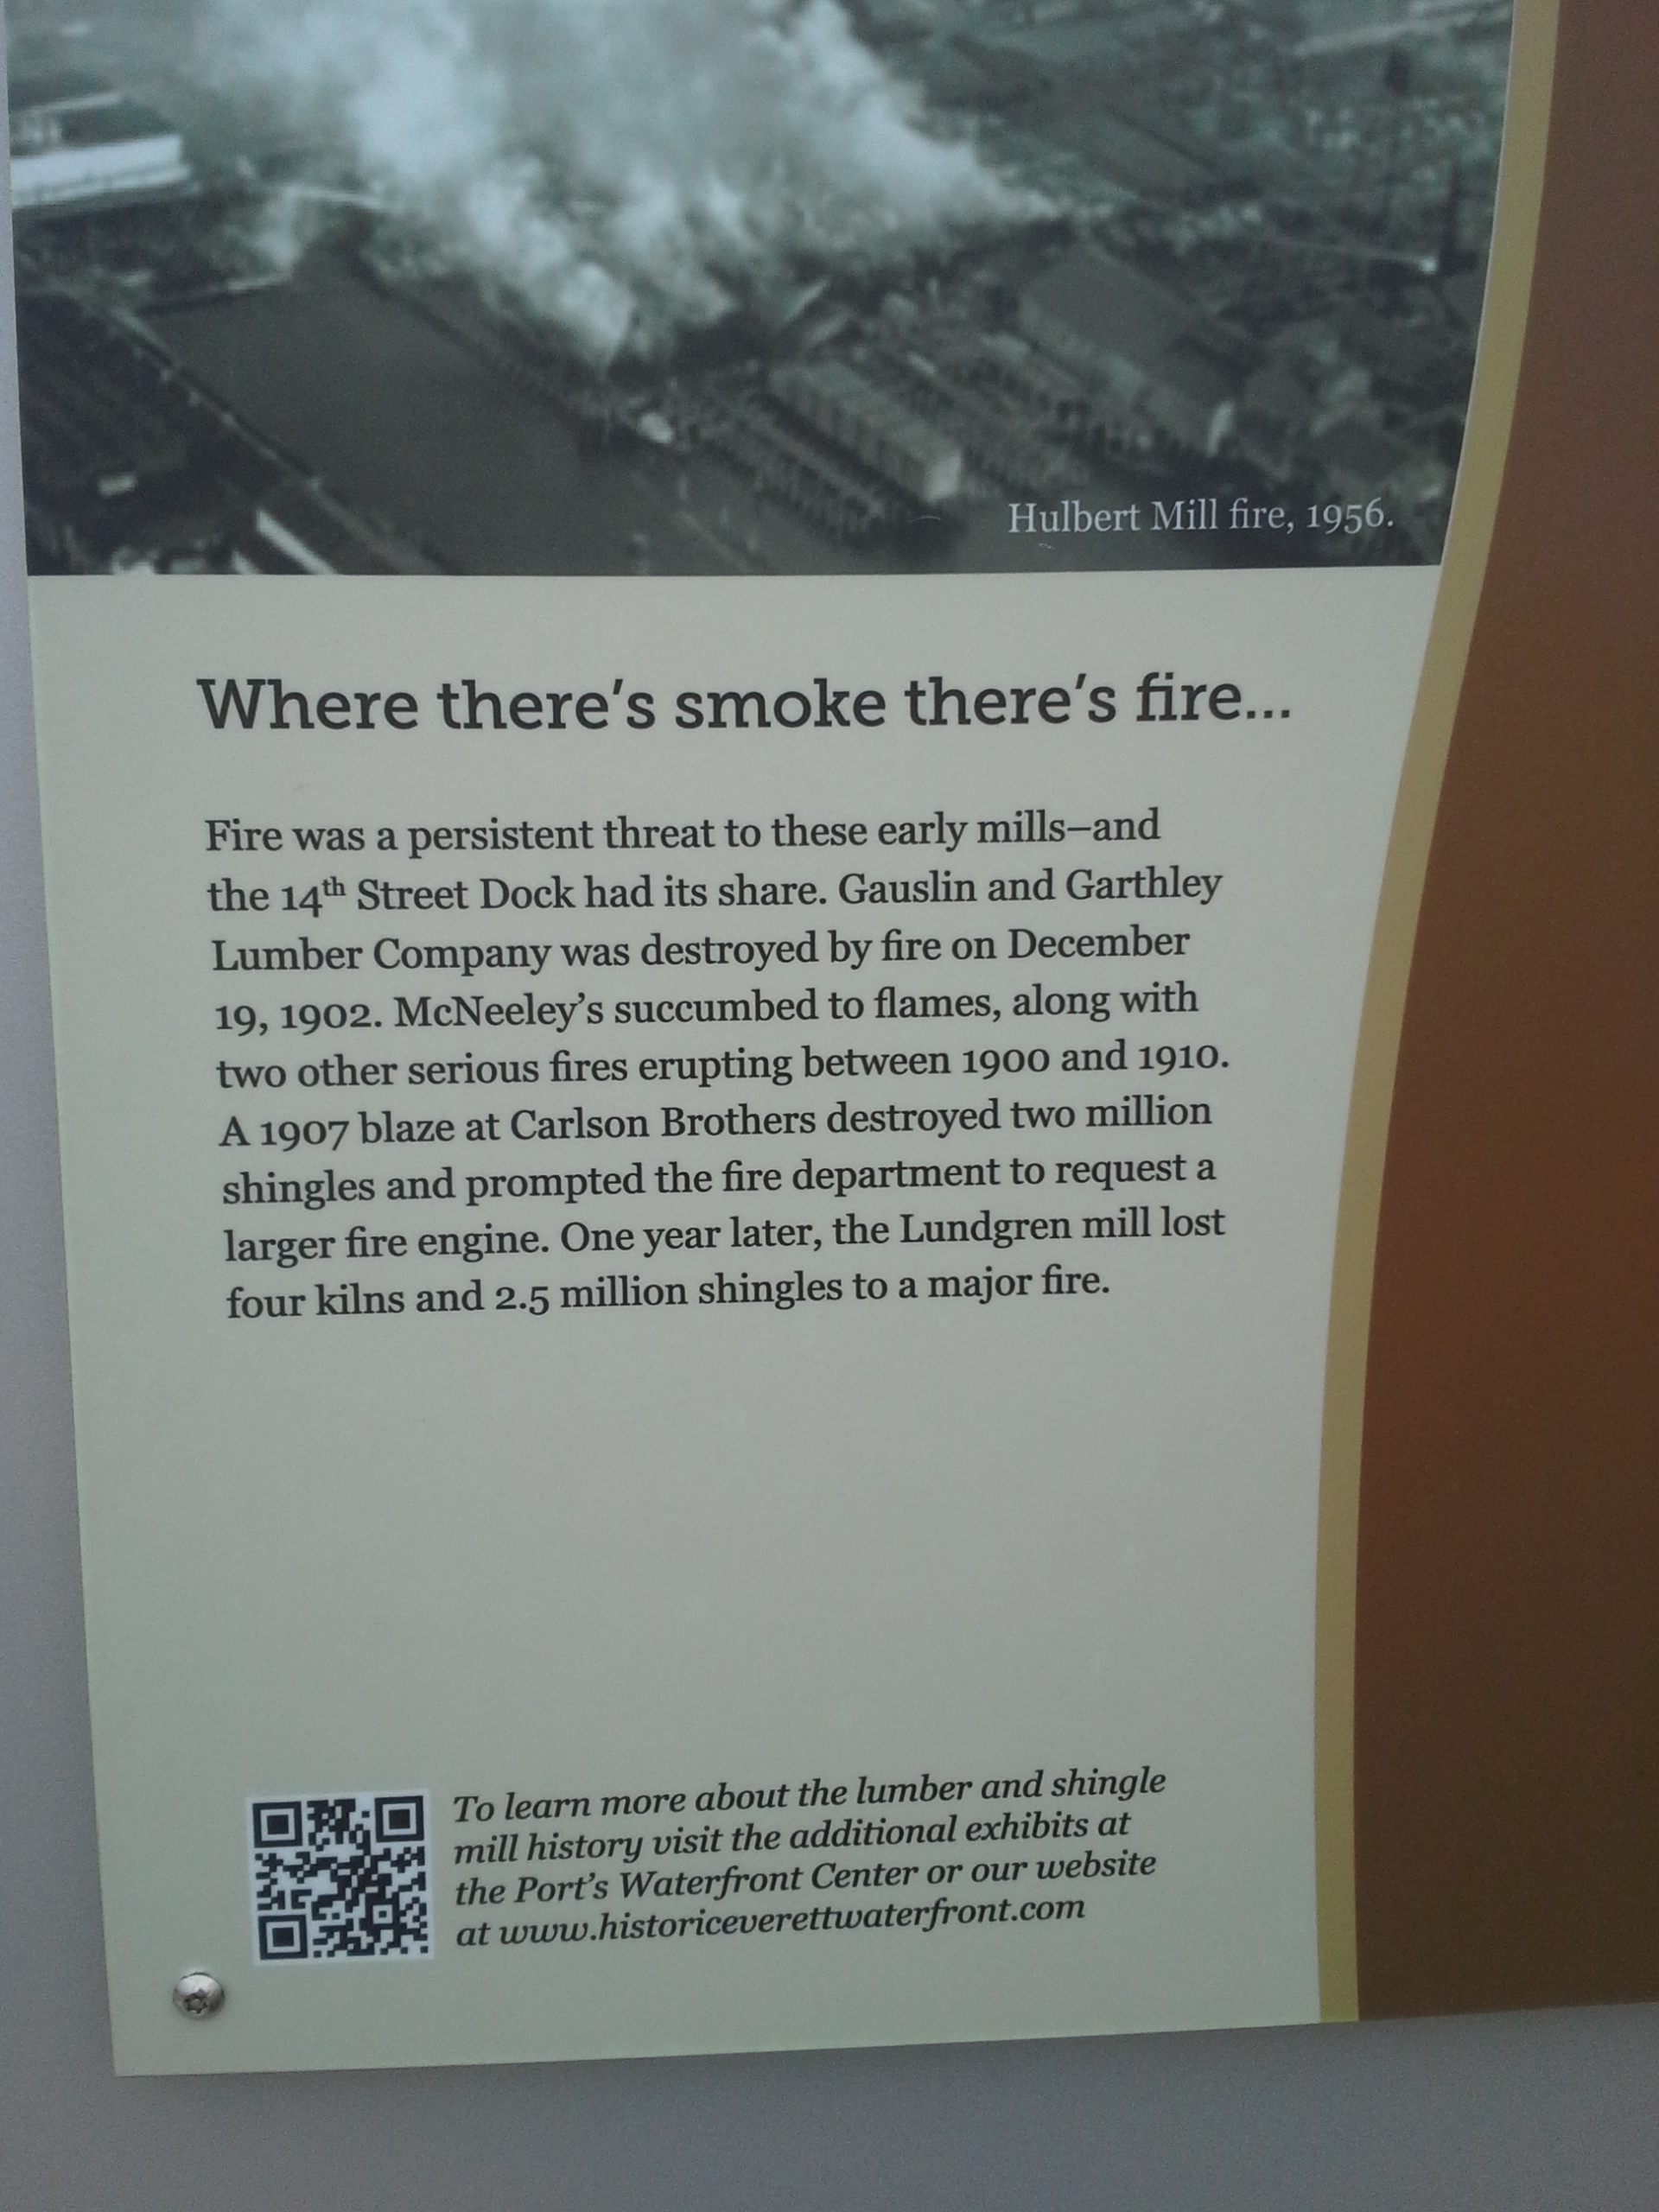 Hulbert Mill fire, 1956.
Where there's smoke there's fire...
Fire was a persistent threat to these early mills–and
the 14th Street Dock had its share. Gauslin and Garthley
Lumber Company was destroyed by fire on December
19, 1902. McNeeley's succumbed to flames, along with
two other serious fires erupting between 1900 and 1910.
A 1907 blaze at Carlson Brothers destroyed two million
shingles and prompted the fire department to request a
larger fire engine. One year later, the Lundgren mill lost
four kilns and 2.5 million shingles to a major fire.
To learn more about the lumber and shingle
mill history visit the additional exhibits at
the Port's Waterfront Center or our website
at www.historiceverettwaterfront.com